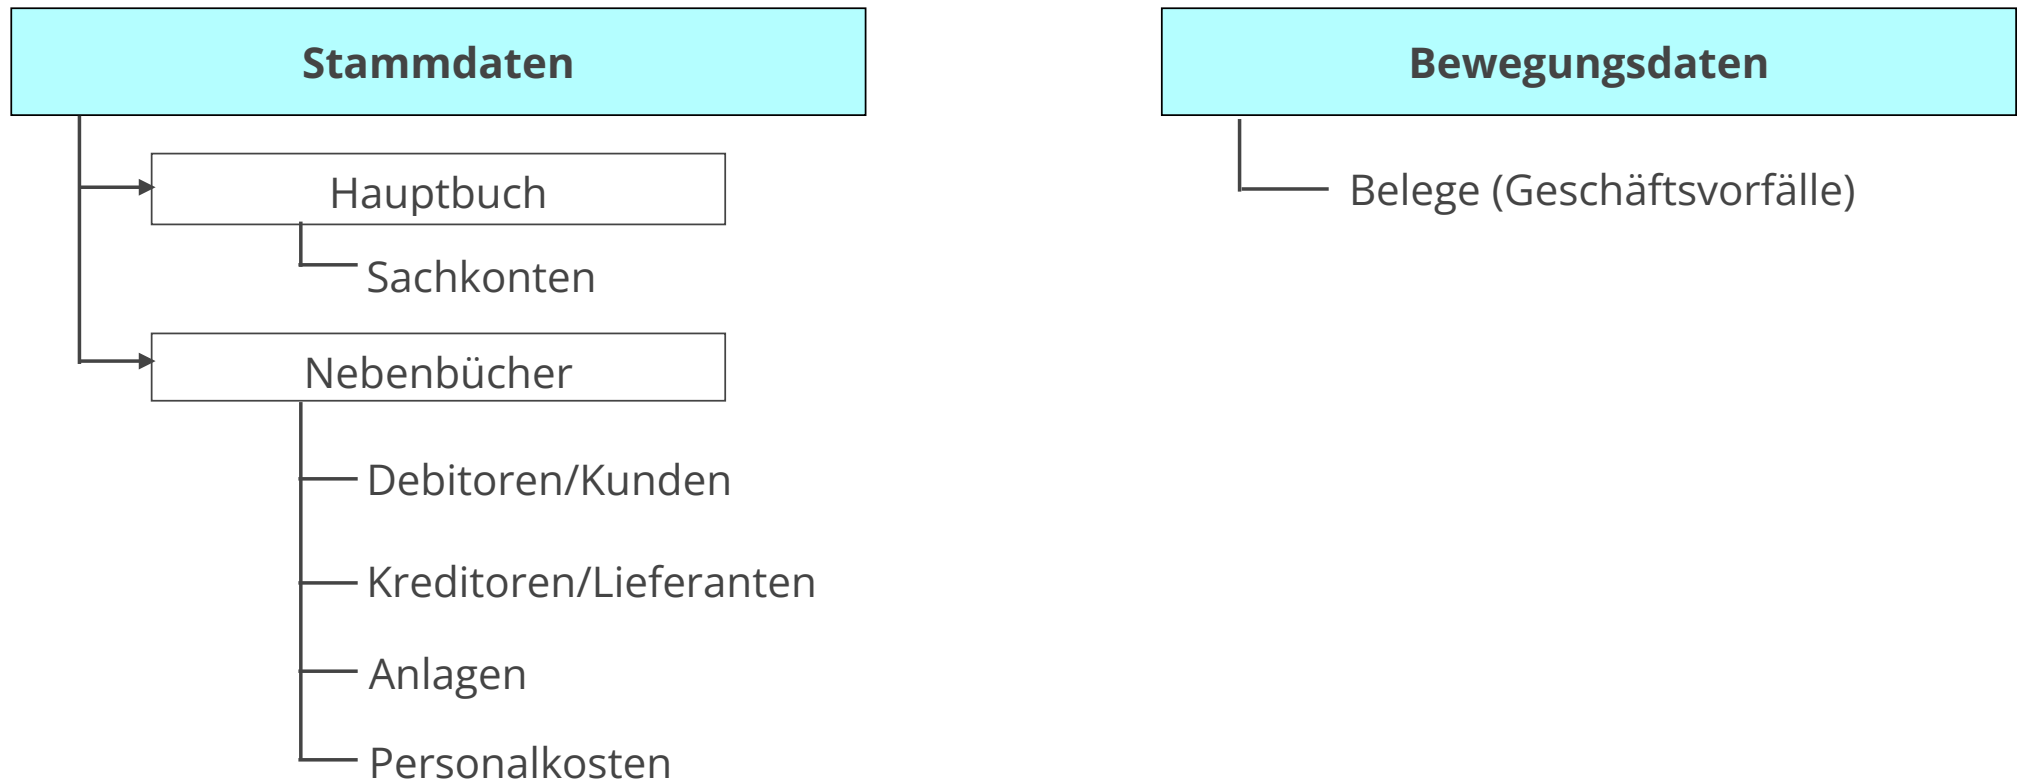 Stammdaten
Hauptbuch
Sachkonten
Nebenbücher
Debitoren/Kunden
Kreditoren/Lieferanten
Anlagen
Personalkosten
Bewegungsdaten
Belege (Geschäftsvorfälle)